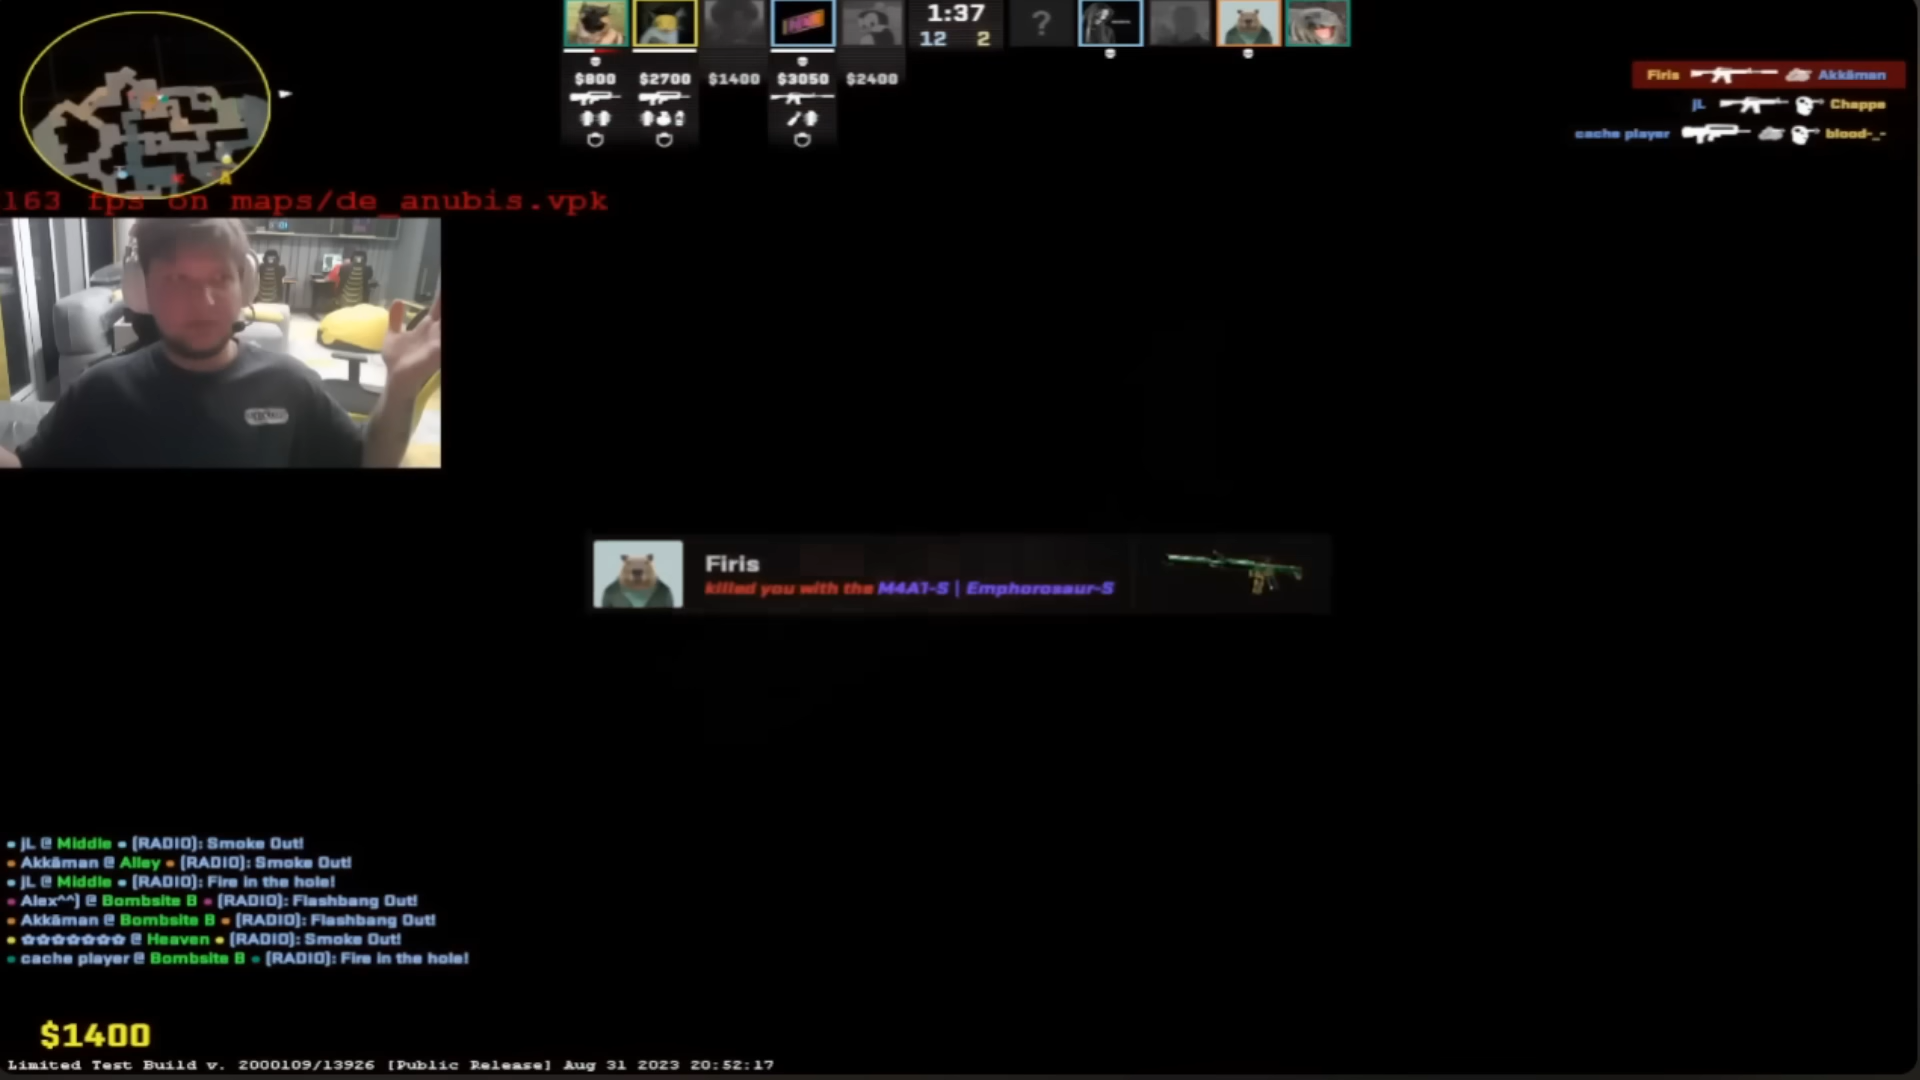 1:37
12 2
$800 $2700 $1400 $3050 $2400
?
Firis Akkäman
jL Chappe
cache player blood-_-
163 fps on maps/de_anubis.vpk
A
Firis
killed you with the M4A1-S | Emphorosaur-S
• jL @ Middle • [RADIO]: Smoke Out!
• Akkäman @ Alley • [RADIO]: Smoke Out!
• jL @ Middle • [RADIO]: Fire in the hole!
• Alex^^) @ Bombsite B • [RADIO]: Flashbang Out!
• Akkäman @ Bombsite B • [RADIO]: Flashbang Out!
• ✿✿✿✿✿✿✿ @ Heaven • [RADIO]: Smoke Out!
• cache player @ Bombsite B • [RADIO]: Fire in the hole!
$1400
Limited Test Build v. 2000109/13926 [Public Release] Aug 31 2023 20:52:17